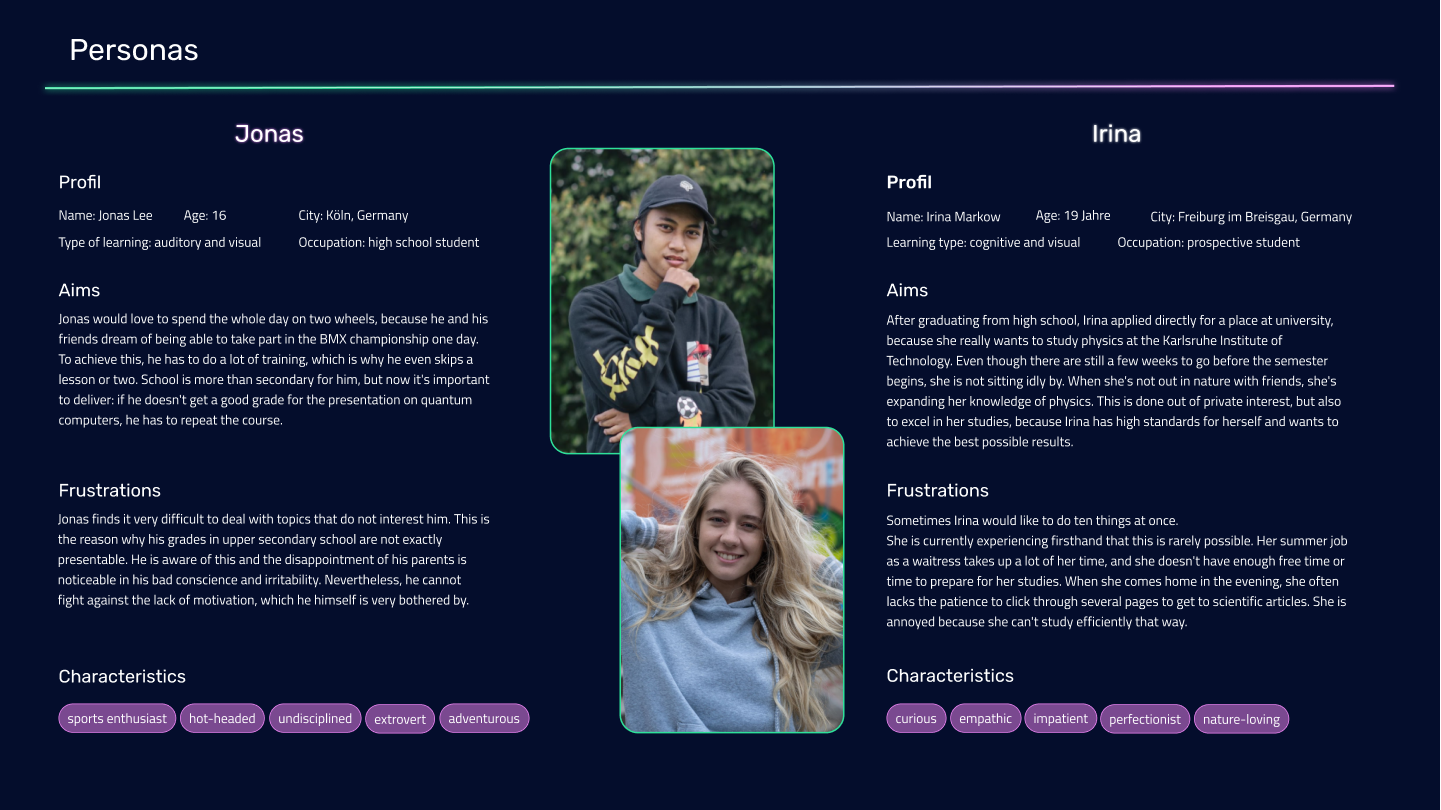 Personas
Jonas
Profil
Name: Jonas Lee Age: 16 City: Köln, Germany
Type of learning: auditory and visual Occupation: high school student
Aims
Jonas would love to spend the whole day on two wheels, because he and his
friends dream of being able to take part in the BMX championship one day.
To achieve this, he has to do a lot of training, which is why he even skips a
lesson or two. School is more than secondary for him, but now it's important
to deliver: if he doesn't get a good grade for the presentation on quantum
computers, he has to repeat the course.
Frustrations
Jonas finds it very difficult to deal with topics that do not interest him. This is
the reason why his grades in upper secondary school are not exactly
presentable. He is aware of this and the disappointment of his parents is
noticeable in his bad conscience and irritability. Nevertheless, he cannot
fight against the lack of motivation, which he himself is very bothered by.
Characteristics
sports enthusiast hot-headed undisciplined extrovert adventurous
Irina
Profil
Name: Irina Markow Age: 19 Jahre City: Freiburg im Breisgau, Germany
Learning type: cognitive and visual Occupation: prospective student
Aims
After graduating from high school, Irina applied directly for a place at university,
because she really wants to study physics at the Karlsruhe Institute of
Technology. Even though there are still a few weeks to go before the semester
begins, she is not sitting idly by. When she's not out in nature with friends, she's
expanding her knowledge of physics. This is done out of private interest, but also
to excel in her studies, because Irina has high standards for herself and wants to
achieve the best possible results.
Frustrations
Sometimes Irina would like to do ten things at once.
She is currently experiencing firsthand that this is rarely possible. Her summer job
as a waitress takes up a lot of her time, and she doesn't have enough free time or
time to prepare for her studies. When she comes home in the evening, she often
lacks the patience to click through several pages to get to scientific articles. She is
annoyed because she can't study efficiently that way.
Characteristics
curious empathic impatient perfectionist nature-loving